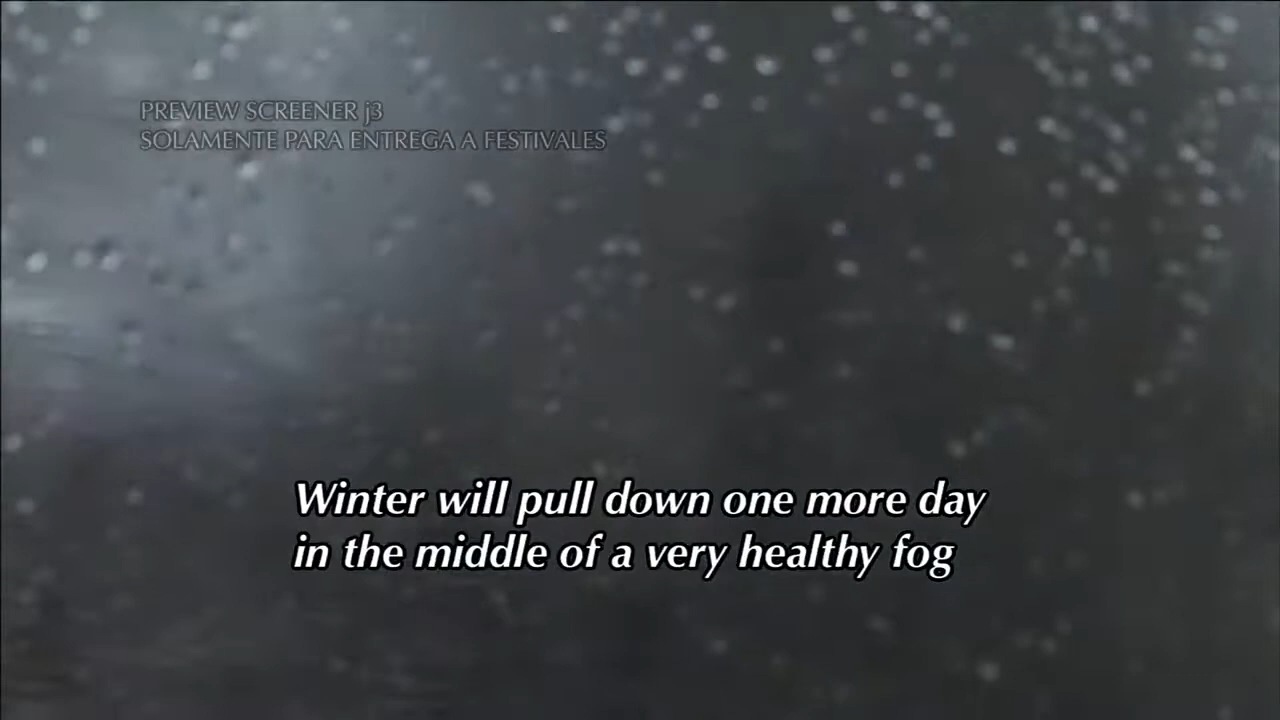 PREVIEW SCREENER j3
SOLAMENTE PARA ENTREGA A FESTIVALES
Winter will pull down one more day
in the middle of a very healthy fog